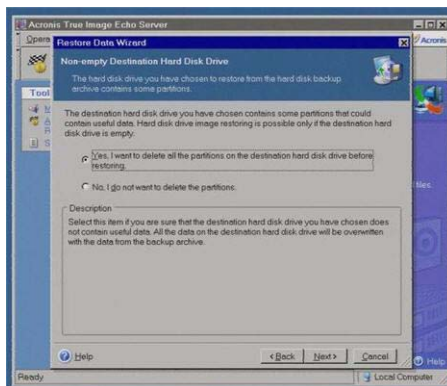 Acronis True Image Echo Server
Opera
Acronis
Restore Data Wizard
Non-empty Destination Hard Disk Drive
The hard disk drive you have chosen to restore from the hard disk backup
archive contains some partitions.
Tool
The destination hard disk drive you have chosen contains some partitions that could
contain useful data. Hard disk drive image restoring is possible only if the destination hard
disk drive is empty.
Yes, I want to delete all the partitions on the destination hard disk drive before
restoring.
No, I do not want to delete the partitions.
files.
Description
Select this item if you are sure that the destination hard disk drive you have chosen does
not contain useful data. All the data on the destination hard disk drive will be overwritten
with the data from the backup archive.
Help
< Back
Next >
Cancel
Help
Ready
Local Computer